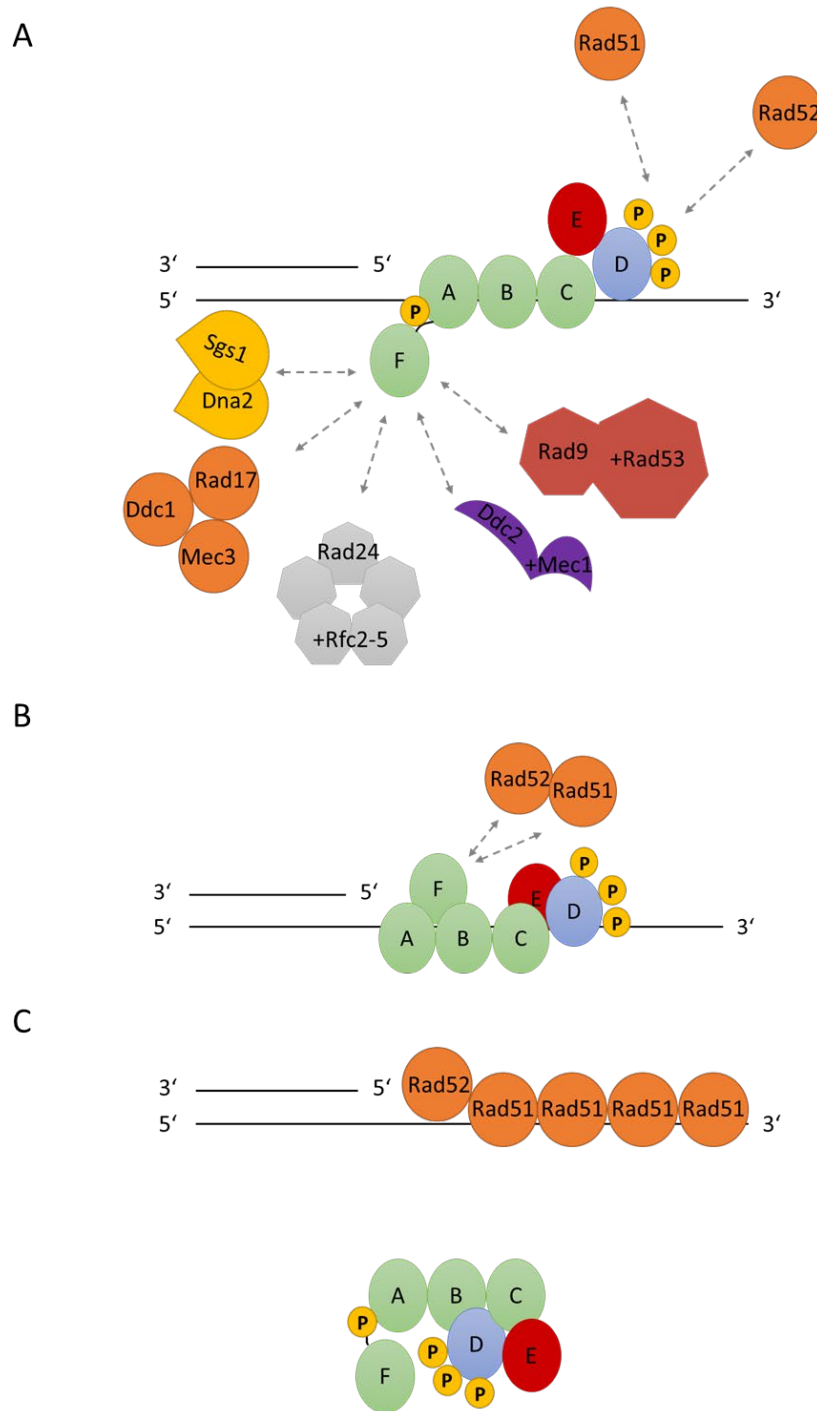 A
Rad51
Rad52
E
P
P
P
D
3‘ 5‘
5‘ 3‘
P
A B C
F
Sgs1
Dna2
Rad17
Ddc1
Mec3
Rad24
+Rfc2-5
Ddc2
+Mec1
Rad9 +Rad53
B
Rad52 Rad51
P
P
P
F
E D
3‘ 5‘
5‘ 3‘
A B C
C
Rad52
3‘ 5‘
Rad51 Rad51 Rad51 Rad51
5‘ 3‘
A B C
P
D E
P
P
P
F